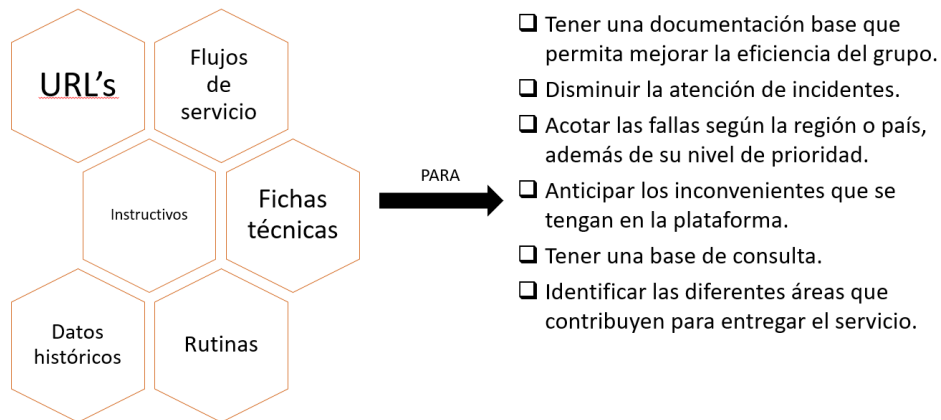 URL’s
Flujos
de
servicio
Instructivos
Fichas
técnicas
Datos
históricos
Rutinas
PARA
Tener una documentación base que
permita mejorar la eficiencia del grupo.
Disminuir la atención de incidentes.
Acotar las fallas según la región o país,
además de su nivel de prioridad.
Anticipar los inconvenientes que se
tengan en la plataforma.
Tener una base de consulta.
Identificar las diferentes áreas que
contribuyen para entregar el servicio.